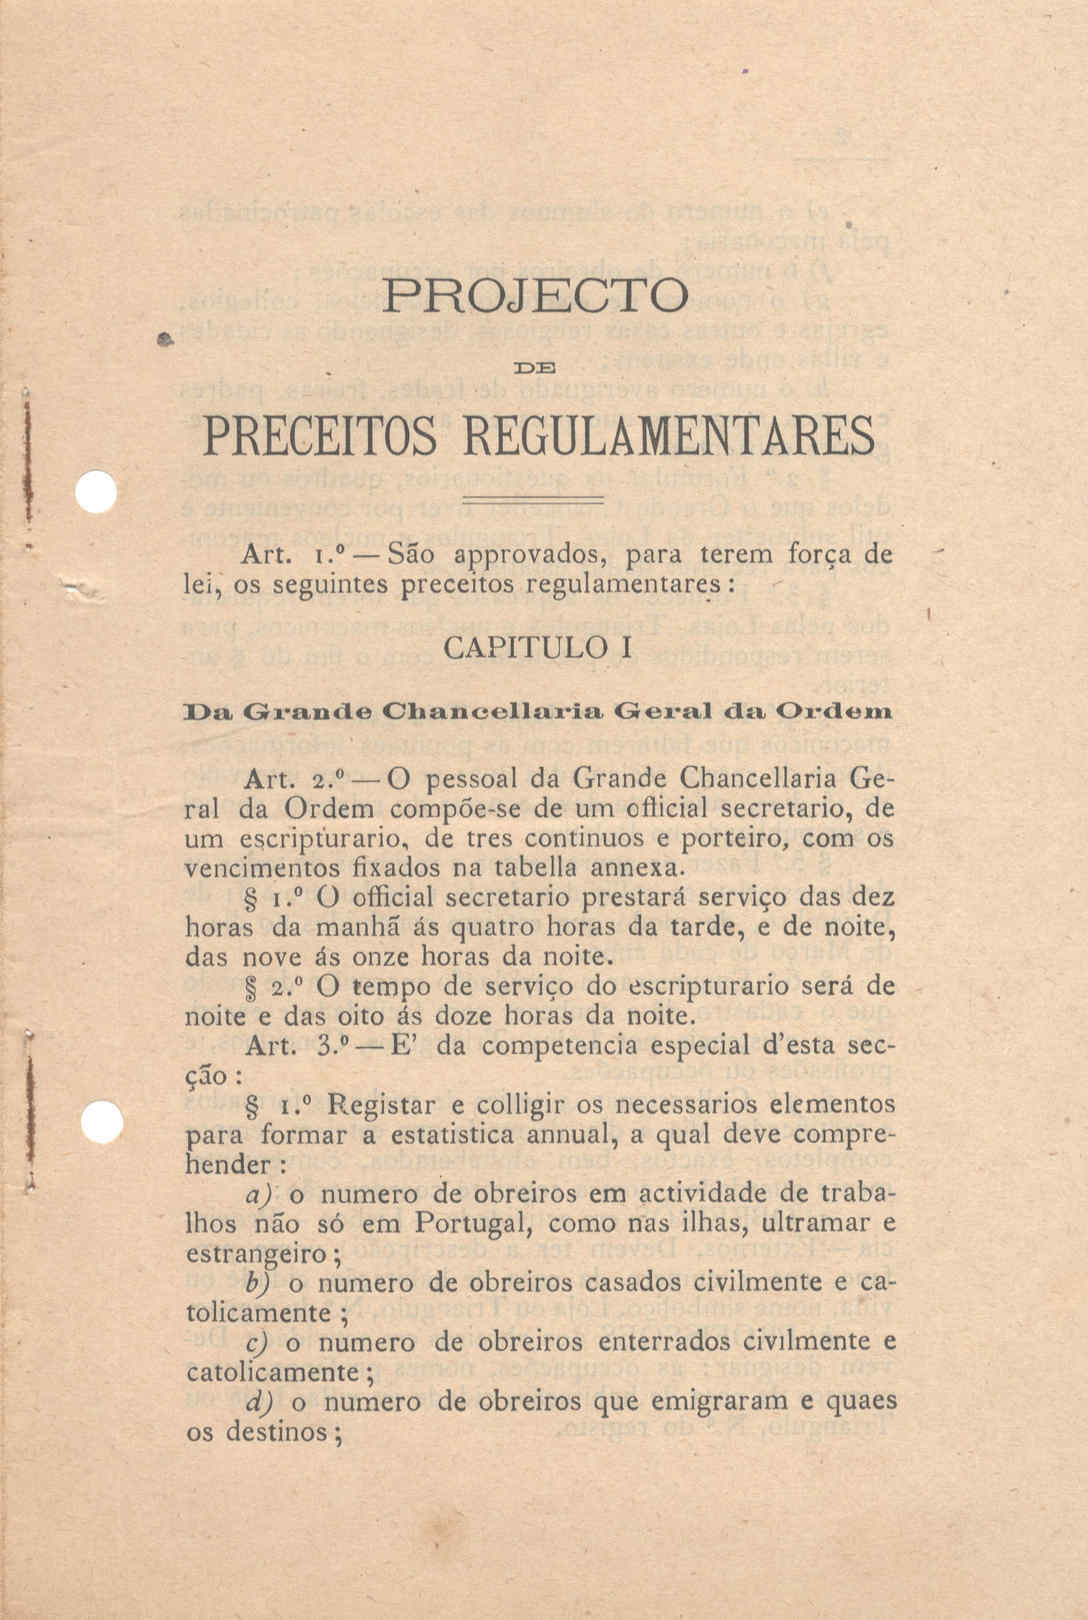 PROJECTO
DE
PRECEITOS REGULAMENTARES
Art. 1.º — São approvados, para terem força de
lei, os seguintes preceitos regulamentares :
CAPITULO I
Da Grande Chancellaria Geral da Ordem
Art. 2.º — O pessoal da Grande Chancellaria Ge-
ral da Ordem compõe-se de um official secretario, de
um escripturario, de tres continuos e porteiro, com os
vencimentos fixados na tabella annexa.
§ 1.º O official secretario prestará serviço das dez
horas da manhã ás quatro horas da tarde, e de noite,
das nove ás onze horas da noite.
§ 2.º O tempo de serviço do escripturario será de
noite e das oito ás doze horas da noite.
Art. 3.º — E' da competencia especial d'esta sec-
ção :
§ 1.º Registar e colligir os necessarios elementos
para formar a estatistica annual, a qual deve compre-
hender :
a) o numero de obreiros em actividade de traba-
lhos não só em Portugal, como nas ilhas, ultramar e
estrangeiro ;
b) o numero de obreiros casados civilmente e ca-
tolicamente ;
c) o numero de obreiros enterrados civilmente e
catolicamente ;
d) o numero de obreiros que emigraram e quaes
os destinos ;